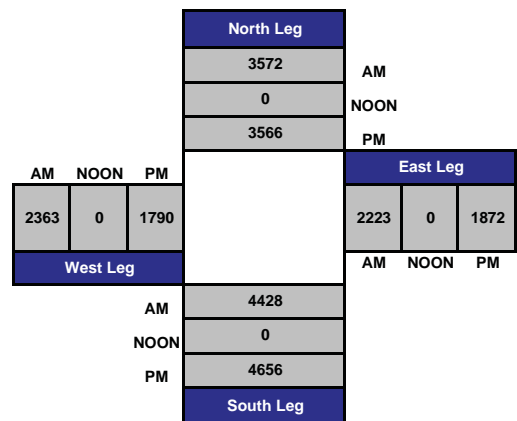 North Leg
3572
AM
0
NOON
3566
PM
AM NOON PM
East Leg
2363 0 1790
2223 0 1872
West Leg
AM NOON PM
AM
4428
NOON
0
PM
4656
South Leg